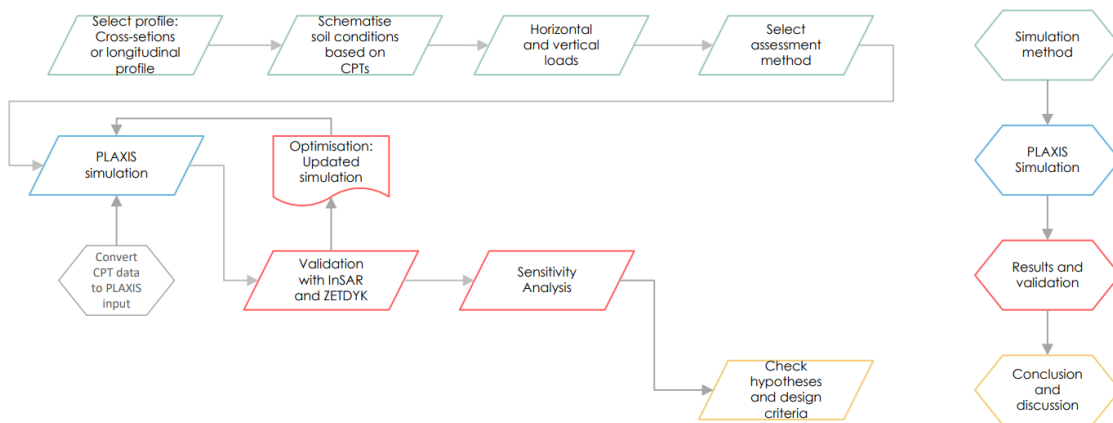 Select profile:
Cross-setions
or longitudinal
profile
Schematise
soil conditions
based on
CPTs
Horizontal
and vertical
loads
Select
assessment
method
Simulation
method
PLAXIS
simulation
Optimisation:
Updated
simulation
PLAXIS
Simulation
Convert
CPT data
to PLAXIS
input
Validation
with InSAR
and ZETDYK
Sensitivity
Analysis
Results and
validation
Check
hypotheses
and design
criteria
Conclusion
and
discussion